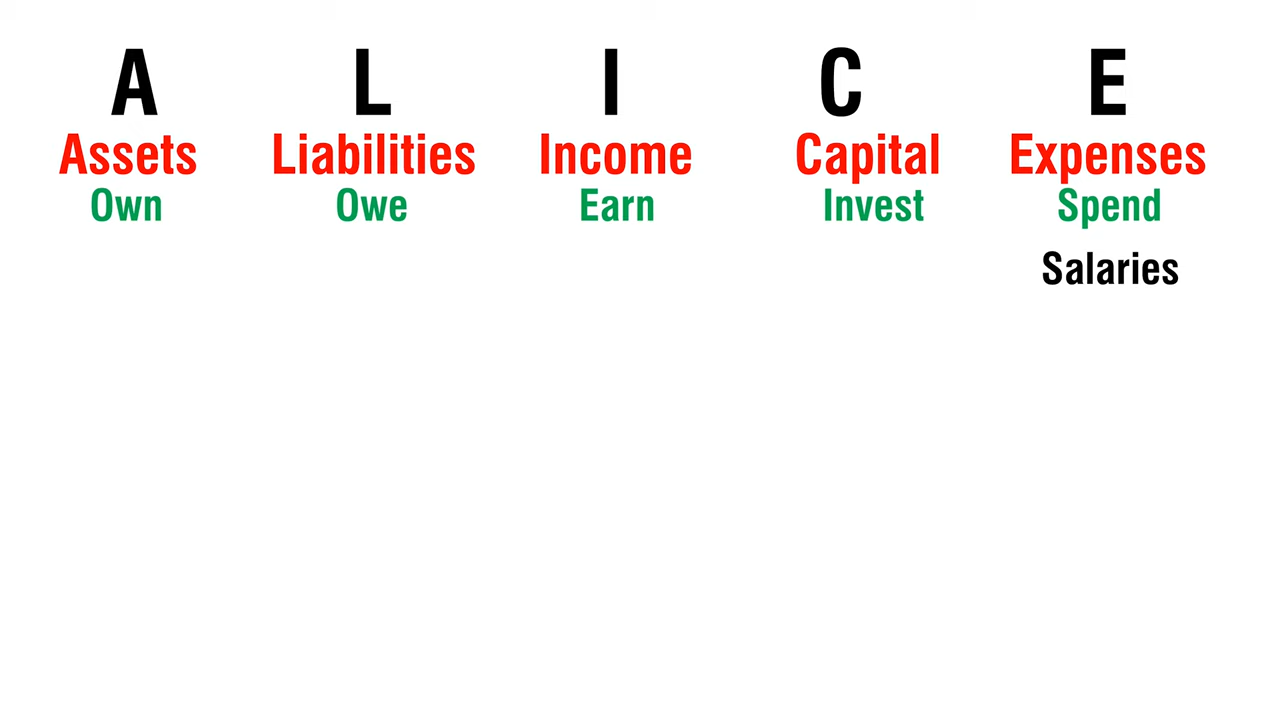 A L I C E
Assets Liabilities Income Capital Expenses
Own Owe Earn Invest Spend
Salaries